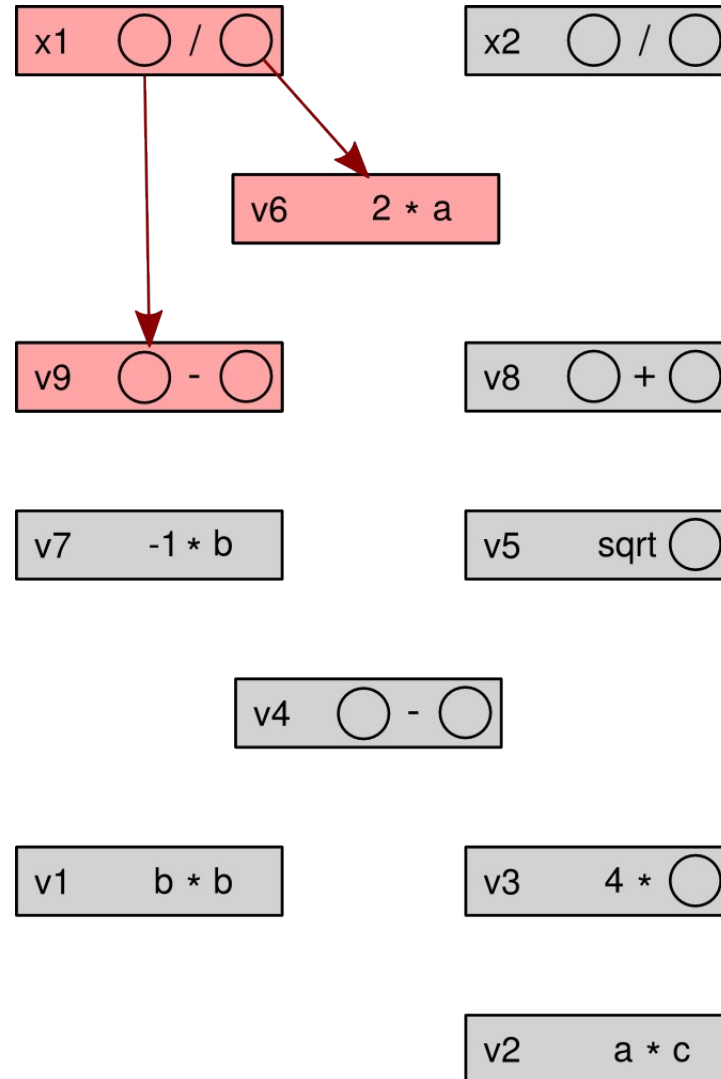 x1 / x2 /
v6 2 * a
v9 - v8 +
v7 -1 * b v5 sqrt
v4 -
v1 b * b v3 4 *
v2 a * c